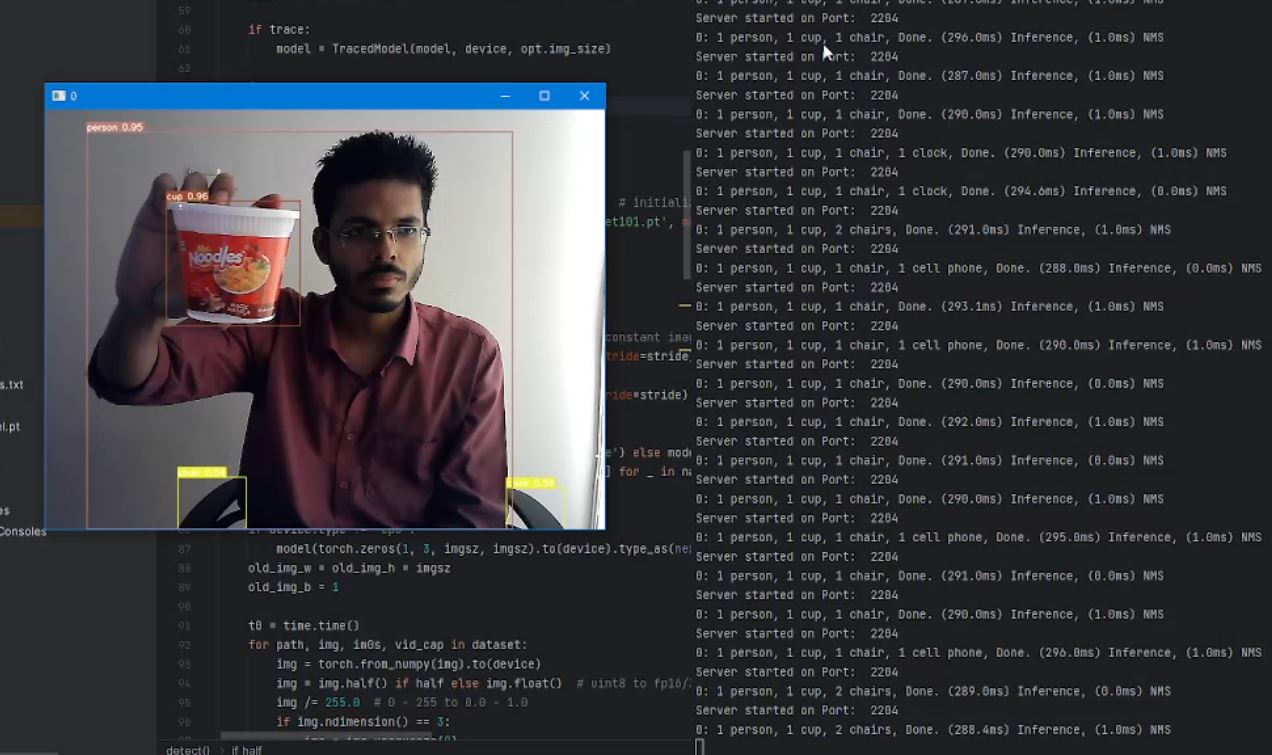 59
60 if trace:
61 model = TracedModel(model, device, opt.img_size)
62
0
person 0.95
cup 0.96
Noodles
MAGIC
MASALA
chair 0.59
# initiali
et101.pt',
constant ima
tride=stride
ride=stride)
e') else mode
] for _ in na
s.txt
el.pt
es
Consoles
87 model(torch.zeros(1, 3, imgsz, imgsz).to(device).type_as(ne
88 old_img_w = old_img_h = imgsz
89 old_img_b = 1
90
91 t0 = time.time()
92 for path, img, im0s, vid_cap in dataset:
93 img = torch.from_numpy(img).to(device)
94 img = img.half() if half else img.float() # uint8 to fp16/
95 img /= 255.0 # 0 - 255 to 0.0 - 1.0
96 if img.ndimension() == 3:
detect() › if half
Server started on Port: 2204
0: 1 person, 1 cup, 1 chair, Done. (296.0ms) Inference, (1.0ms) NMS
Server started on Port: 2204
0: 1 person, 1 cup, 1 chair, Done. (287.0ms) Inference, (1.0ms) NMS
Server started on Port: 2204
0: 1 person, 1 cup, 1 chair, Done. (290.0ms) Inference, (1.0ms) NMS
Server started on Port: 2204
0: 1 person, 1 cup, 1 chair, 1 clock, Done. (290.0ms) Inference, (1.0ms) NMS
Server started on Port: 2204
0: 1 person, 1 cup, 1 chair, 1 clock, Done. (294.6ms) Inference, (0.0ms) NMS
Server started on Port: 2204
0: 1 person, 1 cup, 2 chairs, Done. (291.0ms) Inference, (1.0ms) NMS
Server started on Port: 2204
0: 1 person, 1 cup, 1 chair, 1 cell phone, Done. (288.0ms) Inference, (0.0ms) NMS
Server started on Port: 2204
0: 1 person, 1 cup, 1 chair, Done. (293.1ms) Inference, (1.0ms) NMS
Server started on Port: 2204
0: 1 person, 1 cup, 1 chair, 1 cell phone, Done. (290.0ms) Inference, (1.0ms) NMS
Server started on Port: 2204
0: 1 person, 1 cup, 1 chair, Done. (290.0ms) Inference, (0.0ms) NMS
Server started on Port: 2204
0: 1 person, 1 cup, 1 chair, Done. (292.0ms) Inference, (1.0ms) NMS
Server started on Port: 2204
0: 1 person, 1 cup, 1 chair, Done. (291.0ms) Inference, (0.0ms) NMS
Server started on Port: 2204
0: 1 person, 1 cup, 1 chair, Done. (290.0ms) Inference, (1.0ms) NMS
Server started on Port: 2204
0: 1 person, 1 cup, 1 chair, 1 cell phone, Done. (295.0ms) Inference, (1.0ms) NMS
Server started on Port: 2204
0: 1 person, 1 cup, 1 chair, Done. (291.0ms) Inference, (0.0ms) NMS
Server started on Port: 2204
0: 1 person, 1 cup, 1 chair, Done. (290.0ms) Inference, (1.0ms) NMS
Server started on Port: 2204
0: 1 person, 1 cup, 1 chair, 1 cell phone, Done. (296.0ms) Inference, (1.0ms) NMS
Server started on Port: 2204
0: 1 person, 1 cup, 2 chairs, Done. (289.0ms) Inference, (0.0ms) NMS
Server started on Port: 2204
0: 1 person, 1 cup, 2 chairs, Done. (288.4ms) Inference, (1.0ms) NMS